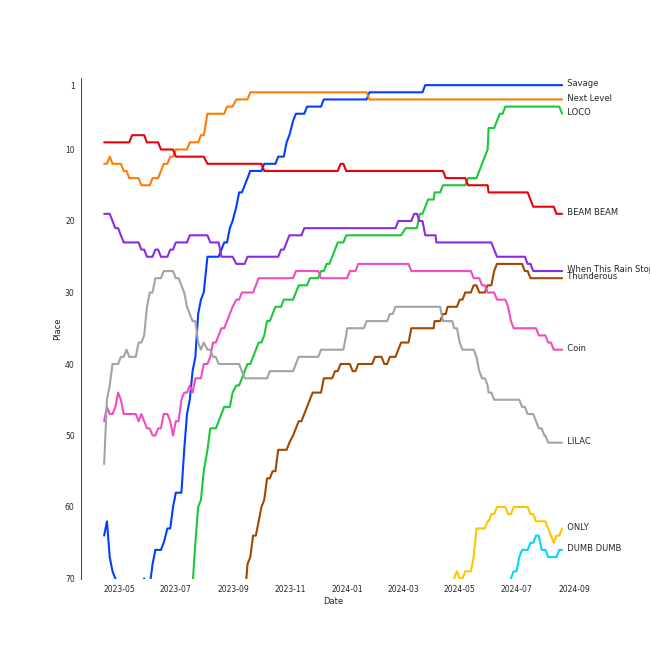 1
10
20
30
40
50
60
70
Place
2023-05
2023-07
2023-09
2023-11
2024-01
2024-03
2024-05
2024-07
2024-09
Date
Savage
Next Level
LOCO
BEAM BEAM
When This Rain Stop
Thunderous
Coin
LILAC
ONLY
DUMB DUMB